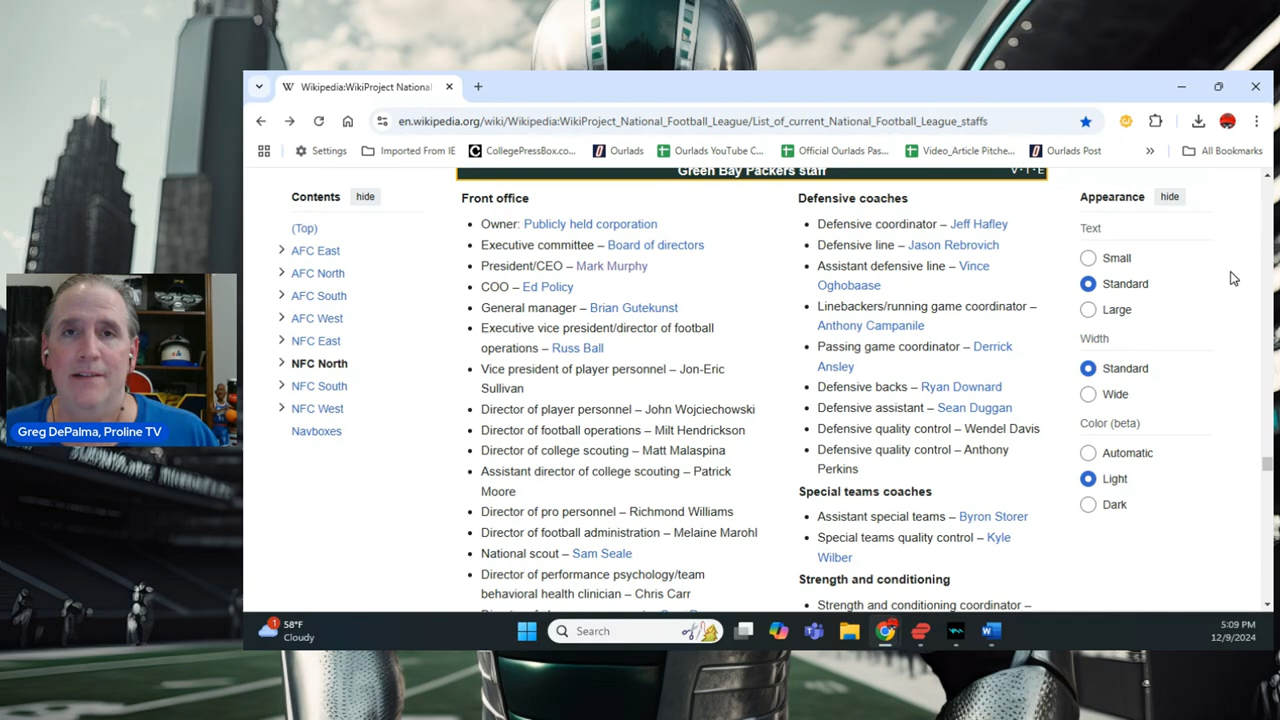 Wikipedia:WikiProject National
en.wikipedia.org/wiki/Wikipedia:WikiProject_National_Football_League/List_of_current_National_Football_League_staffs
Settings
Imported From IE
CollegePressBox.co...
Ourlads
Ourlads YouTube C...
Official Ourlads Pas...
Video_Article Pitche...
Ourlads Post
»
All Bookmarks
Contents
hide
(Top)
AFC East
AFC North
AFC South
AFC West
NFC East
NFC North
NFC South
NFC West
Navboxes
Green Bay Packers staff
V·T·E
Front office
Owner: Publicly held corporation
Executive committee – Board of directors
President/CEO – Mark Murphy
COO – Ed Policy
General manager – Brian Gutekunst
Executive vice president/director of football
operations – Russ Ball
Vice president of player personnel – Jon-Eric
Sullivan
Director of player personnel – John Wojciechowski
Director of football operations – Milt Hendrickson
Director of college scouting – Matt Malaspina
Assistant director of college scouting – Patrick
Moore
Director of pro personnel – Richmond Williams
Director of football administration – Melaine Marohl
National scout – Sam Seale
Director of performance psychology/team
behavioral health clinician – Chris Carr
Defensive coaches
Defensive coordinator – Jeff Hafley
Defensive line – Jason Rebrovich
Assistant defensive line – Vince
Oghobaase
Linebackers/running game coordinator –
Anthony Campanile
Passing game coordinator – Derrick
Ansley
Defensive backs – Ryan Downard
Defensive assistant – Sean Duggan
Defensive quality control – Wendel Davis
Defensive quality control – Anthony
Perkins
Special teams coaches
Assistant special teams – Byron Storer
Special teams quality control – Kyle
Wilber
Strength and conditioning
Strength and conditioning coordinator –
Appearance
hide
Text
Small
Standard
Large
Width
Standard
Wide
Color (beta)
Automatic
Light
Dark
Greg DePalma, Proline TV
1
58°F
Cloudy
Search
5:09 PM
12/9/2024